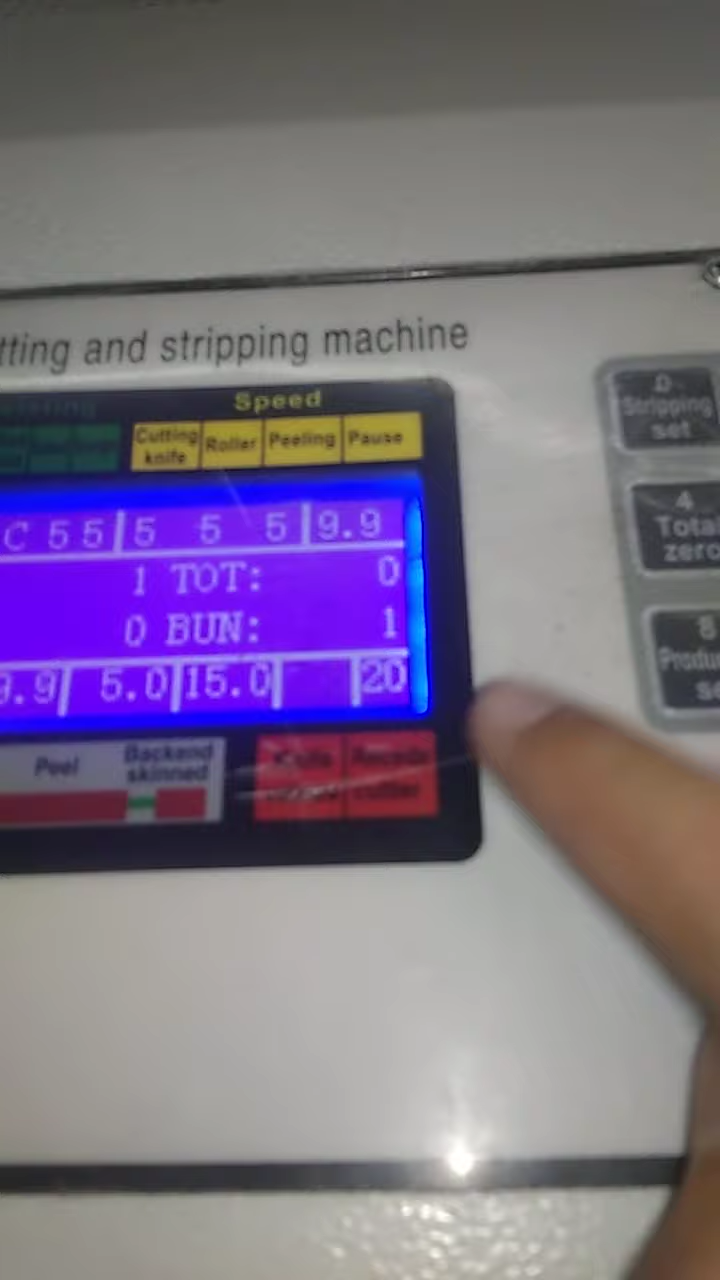 tting and stripping machine
Speed
Cutting knife Roller Peeling Pause
C 55 5 5 5 9.9
1 TOT: 0
0 BUN: 1
9.9 5.0 15.0 20
Peel Backend skinned
0 Stripping set
4 Total zero
8